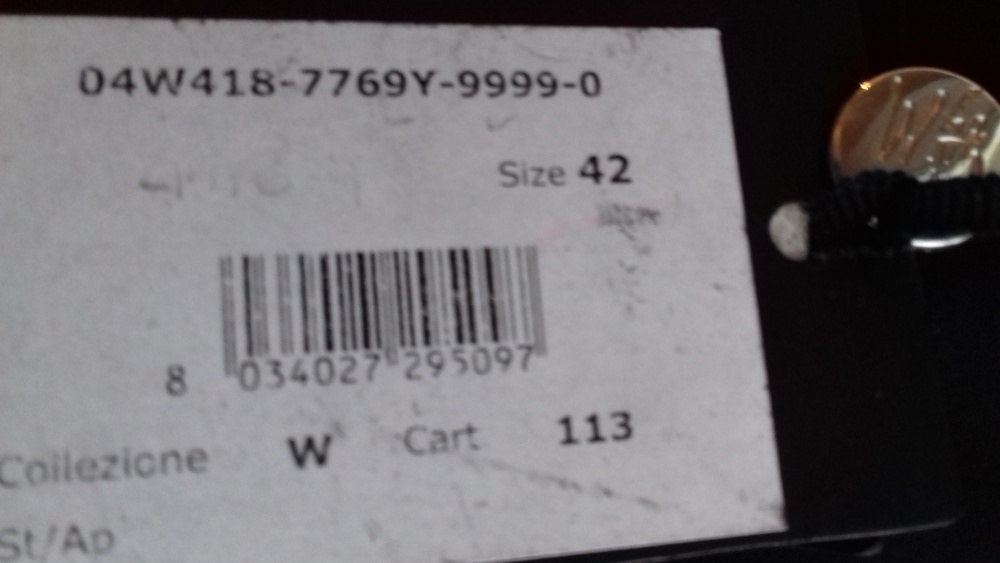 04W418-7769Y-9999-0
Size 42
8 034027 295097
Collezione W Cart 113
St/Ap